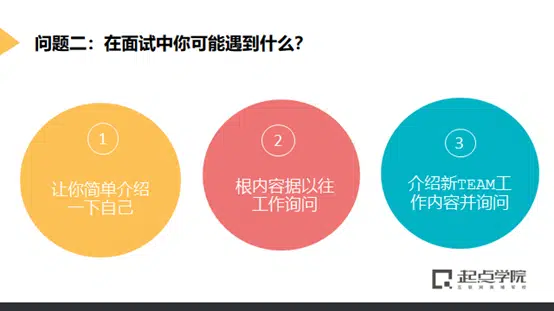 问题二：在面试中你可能遇到什么？
1
让你简单介绍
一下自己
2
根内容据以往
工作询问
3
介绍新TEAM工
作内容并询问
起点学院